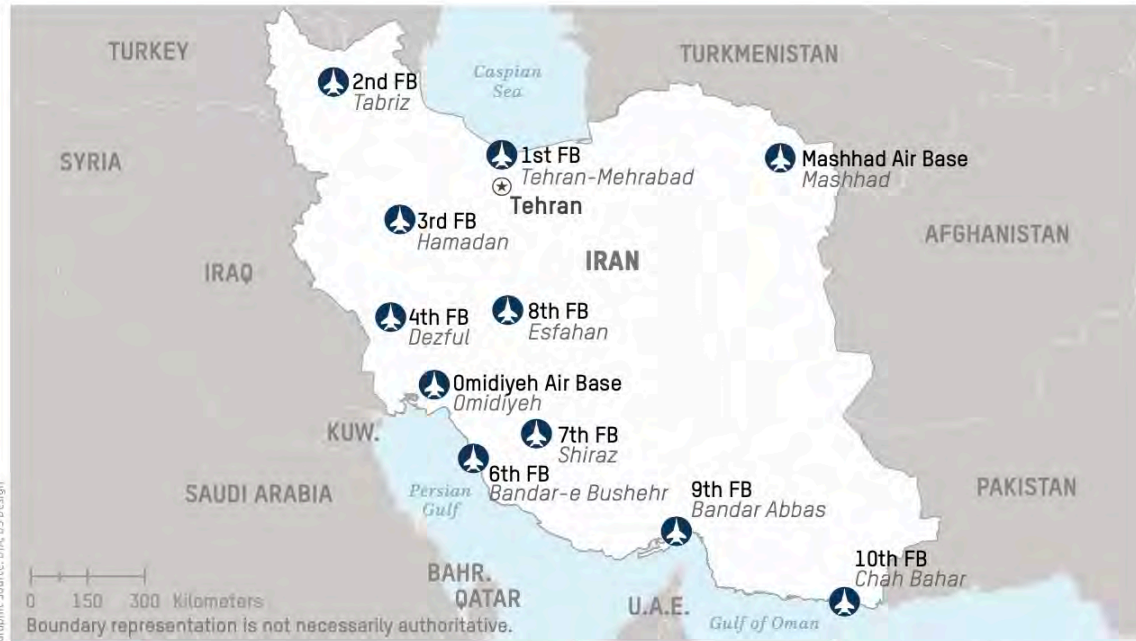 TURKEY
TURKMENISTAN
Caspian
Sea
2nd FB
Tabriz
SYRIA
1st FB
Tehran-Mehrabad
Tehran
Mashhad Air Base
Mashhad
3rd FB
Hamadan
AFGHANISTAN
IRAN
IRAQ
4th FB
Dezful
8th FB
Esfahan
Omidiyeh Air Base
Omidiyeh
KUW.
7th FB
Shiraz
6th FB
Bandar-e Bushehr
SAUDI ARABIA
Persian
Gulf
9th FB
Bandar Abbas
PAKISTAN
10th FB
Chah Bahar
BAHR.
QATAR
U.A.E.
Gulf of Oman
0 150 300 Kilometers
Boundary representation is not necessarily authoritative.